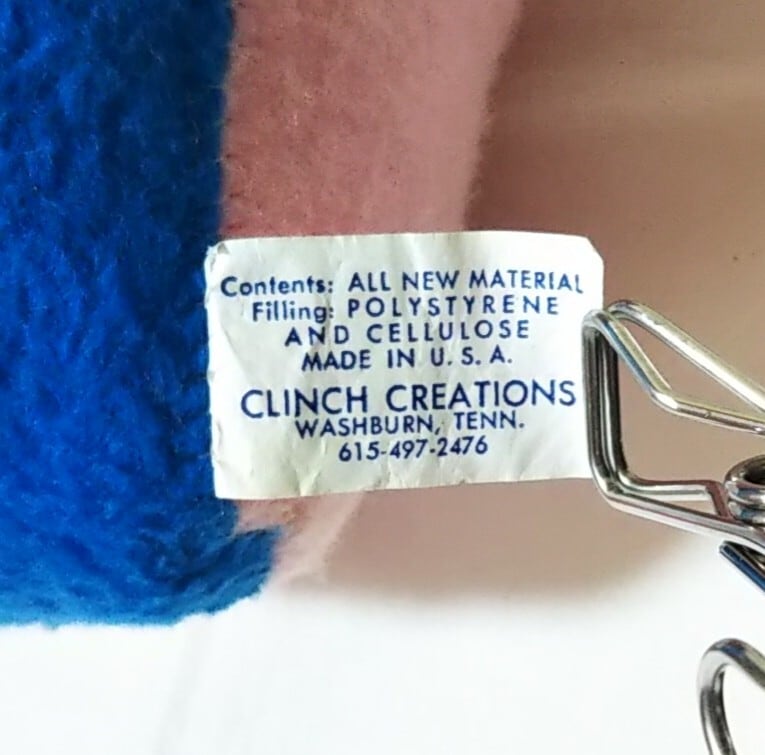 Contents: ALL NEW MATERIAL
Filling: POLYSTYRENE
AND CELLULOSE
MADE IN U.S.A.
CLINCH CREATIONS
WASHBURN, TENN.
615-497-2476